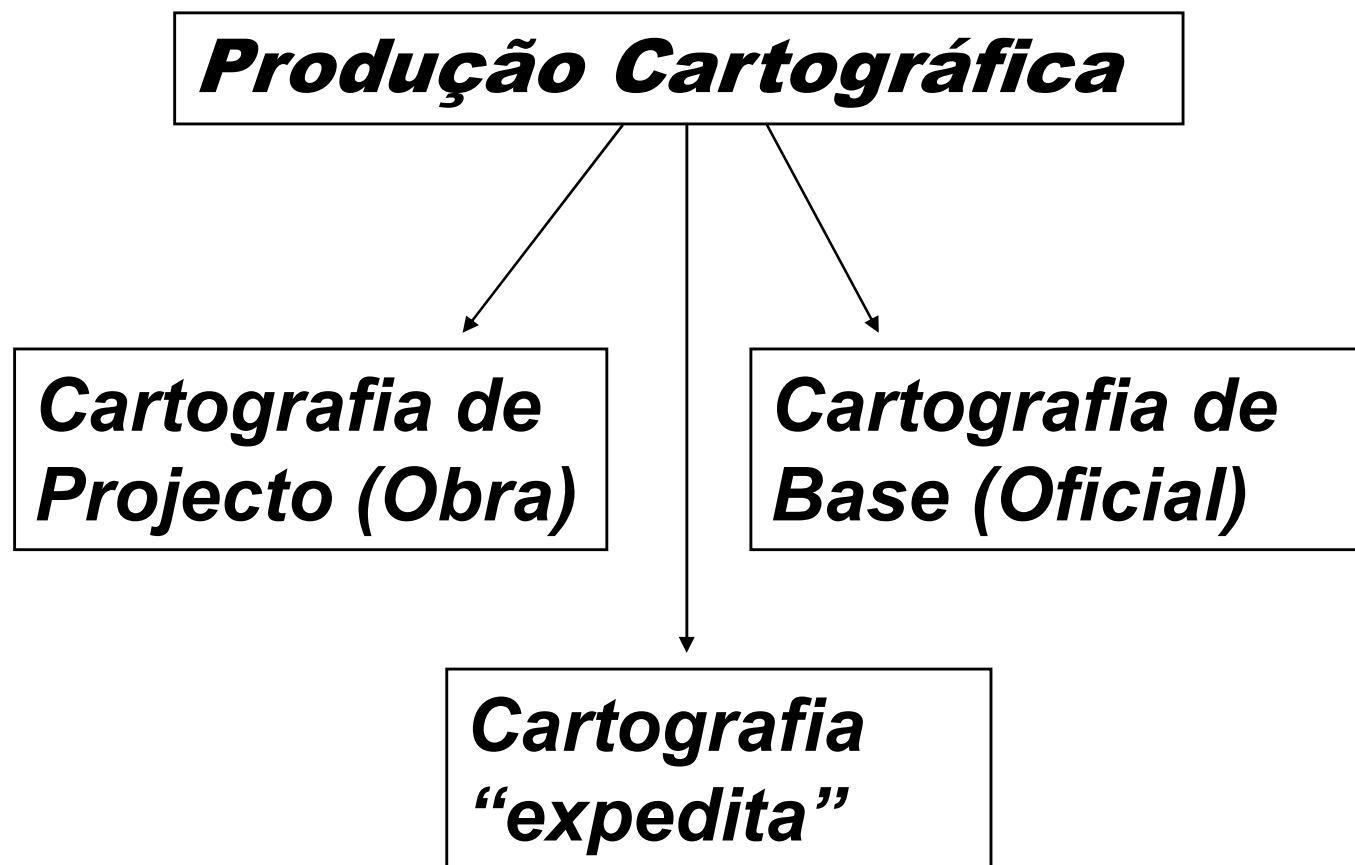 Produção Cartográfica
Cartografia de
Projecto (Obra)
Cartografia de
Base (Oficial)
Cartografia
“expedita”